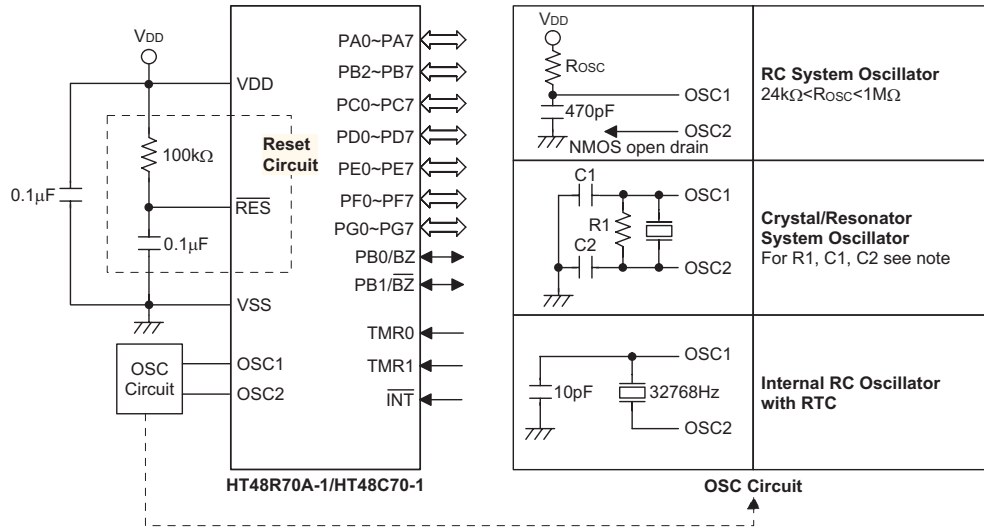 VDD
VDD
100kΩ
Reset
Circuit
0.1μF
R̅E̅S̅
0.1μF
VSS
OSC
Circuit
OSC1
OSC2
PA0~PA7
PB2~PB7
PC0~PC7
PD0~PD7
PE0~PE7
PF0~PF7
PG0~PG7
PB0/BZ
PB1/B̅Z̅
TMR0
TMR1
I̅N̅T̅
HT48R70A-1/HT48C70-1
VDD
ROSC
470pF
OSC1
OSC2
NMOS open drain
RC System Oscillator
24kΩ<ROSC<1MΩ
C1
R1
C2
OSC1
OSC2
Crystal/Resonator
System Oscillator
For R1, C1, C2 see note
10pF
32768Hz
OSC1
OSC2
Internal RC Oscillator
with RTC
OSC Circuit